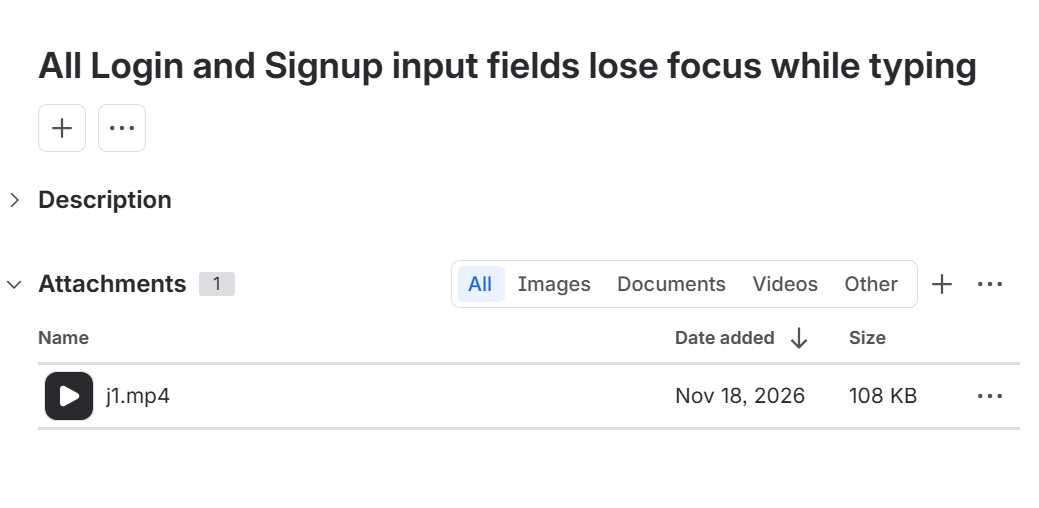 All Login and Signup input fields lose focus while typing
Description
Attachments 1 All Images Documents Videos Other
Name Date added Size
j1.mp4 Nov 18, 2026 108 KB